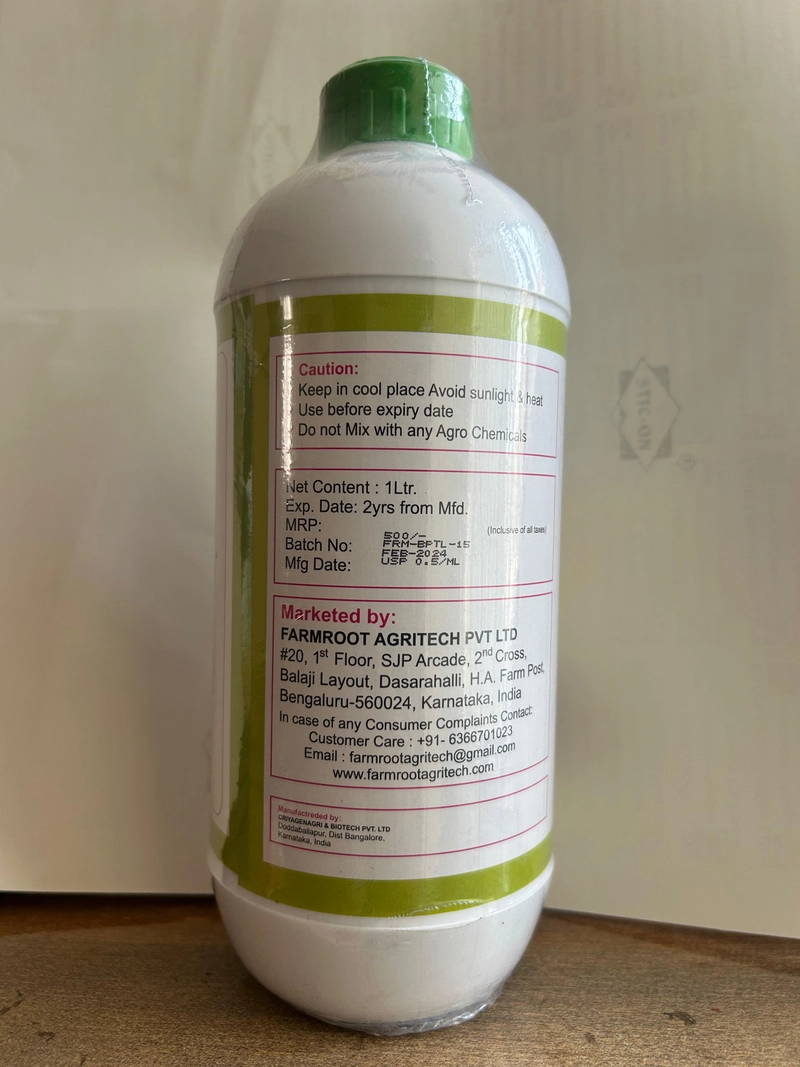 Caution:
Keep in cool place Avoid sunlight & heat
Use before expiry date
Do not Mix with any Agro Chemicals
Net Content : 1Ltr.
Exp. Date: 2yrs from Mfd.
MRP: 500/- (Inclusive of all taxes)
Batch No: FRM-BPTL-15
Mfg Date: FEB-2024
USP 0.5/ML
Marketed by:
FARMROOT AGRITECH PVT LTD
#20, 1st Floor, SJP Arcade, 2nd Cross,
Balaji Layout, Dasarahalli, H.A. Farm Post,
Bengaluru-560024, Karnataka, India
In case of any Consumer Complaints Contact:
Customer Care : +91- 6366701023
Email : farmrootagritech@gmail.com
www.farmrootagritech.com
Manufactreded by:
CRIYAGENAGRI & BIOTECH PVT. LTD
Doddaballapur, Dist Bangalore,
Karnataka, India
STIC-ON